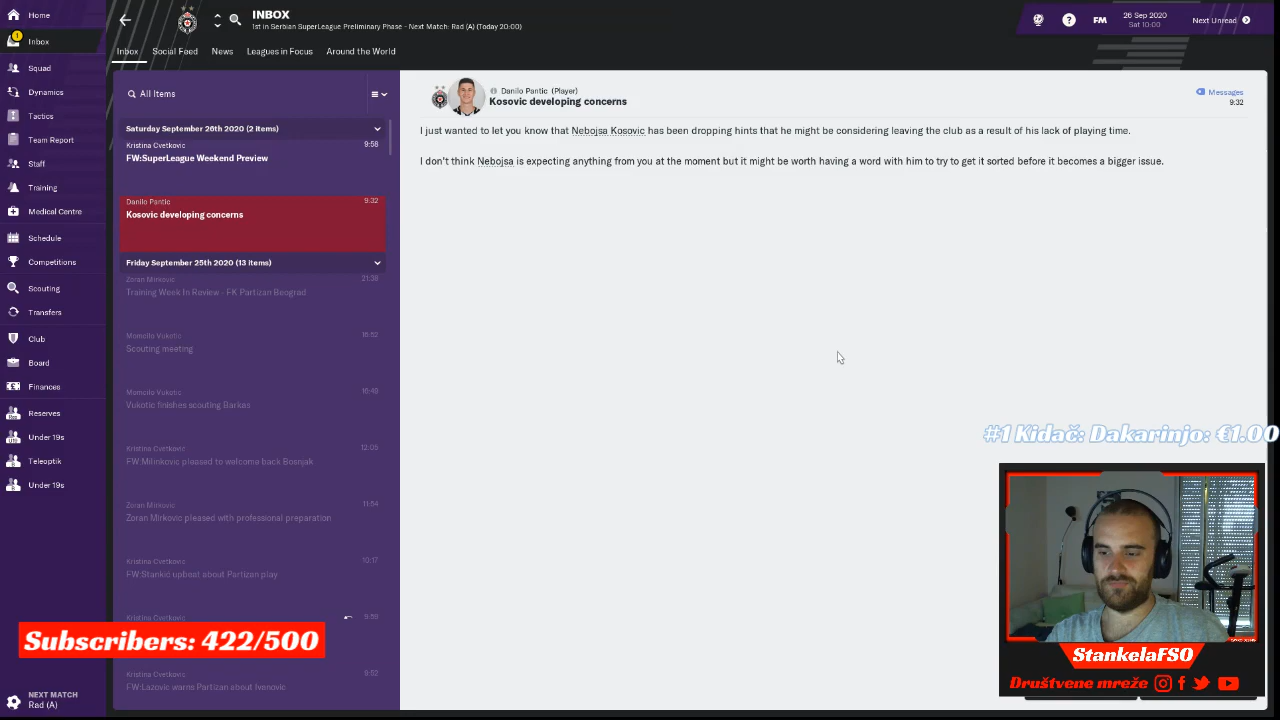 Home
Inbox
1
Squad
Dynamics
Tactics
Team Report
Staff
Training
Medical Centre
Schedule
Competitions
Scouting
Transfers
Club
Board
Finances
Reserves
Under 19s
Teleoptik
Under 19s
NEXT MATCH
Rad (A)
INBOX
1st in Serbian SuperLeague Preliminary Phase - Next Match: Rad (A) (Today 20:00)
FM
26 Sep 2020
Sat 10:00
Next Unread
Inbox
Social Feed
News
Leagues in Focus
Around the World
All Items
Saturday September 26th 2020 (2 Items)
Kristina Cvetkovic 9:58
FW:SuperLeague Weekend Preview
Danilo Pantic 9:32
Kosovic developing concerns
Friday September 25th 2020 (13 Items)
Zoran Mirkovic 21:38
Training Week In Review - FK Partizan Beograd
Momcilo Vukotic 16:52
Scouting meeting
Momcilo Vukotic 16:49
Vukotic finishes scouting Barkas
Kristina Cvetkovic 12:05
FW:Milinkovic pleased to welcome back Bosnjak
Zoran Mirkovic 11:54
Zoran Mirkovic pleased with professional preparation
Kristina Cvetkovic 10:17
FW:Stankic upbeat about Partizan play
Kristina Cvetkovic 9:59
Kristina Cvetkovic 9:52
FW:Lazovic warns Partizan about Ivanovic
Danilo Pantic (Player)
Kosovic developing concerns
Messages
9:32
I just wanted to let you know that Nebojsa Kosovic has been dropping hints that he might be considering leaving the club as a result of his lack of playing time.
I don't think Nebojsa is expecting anything from you at the moment but it might be worth having a word with him to try to get it sorted before it becomes a bigger issue.
#1 Kidač: Dakarinjo: €1.00
Subscribers: 422/500
StankelaFSO
Društvene mreže